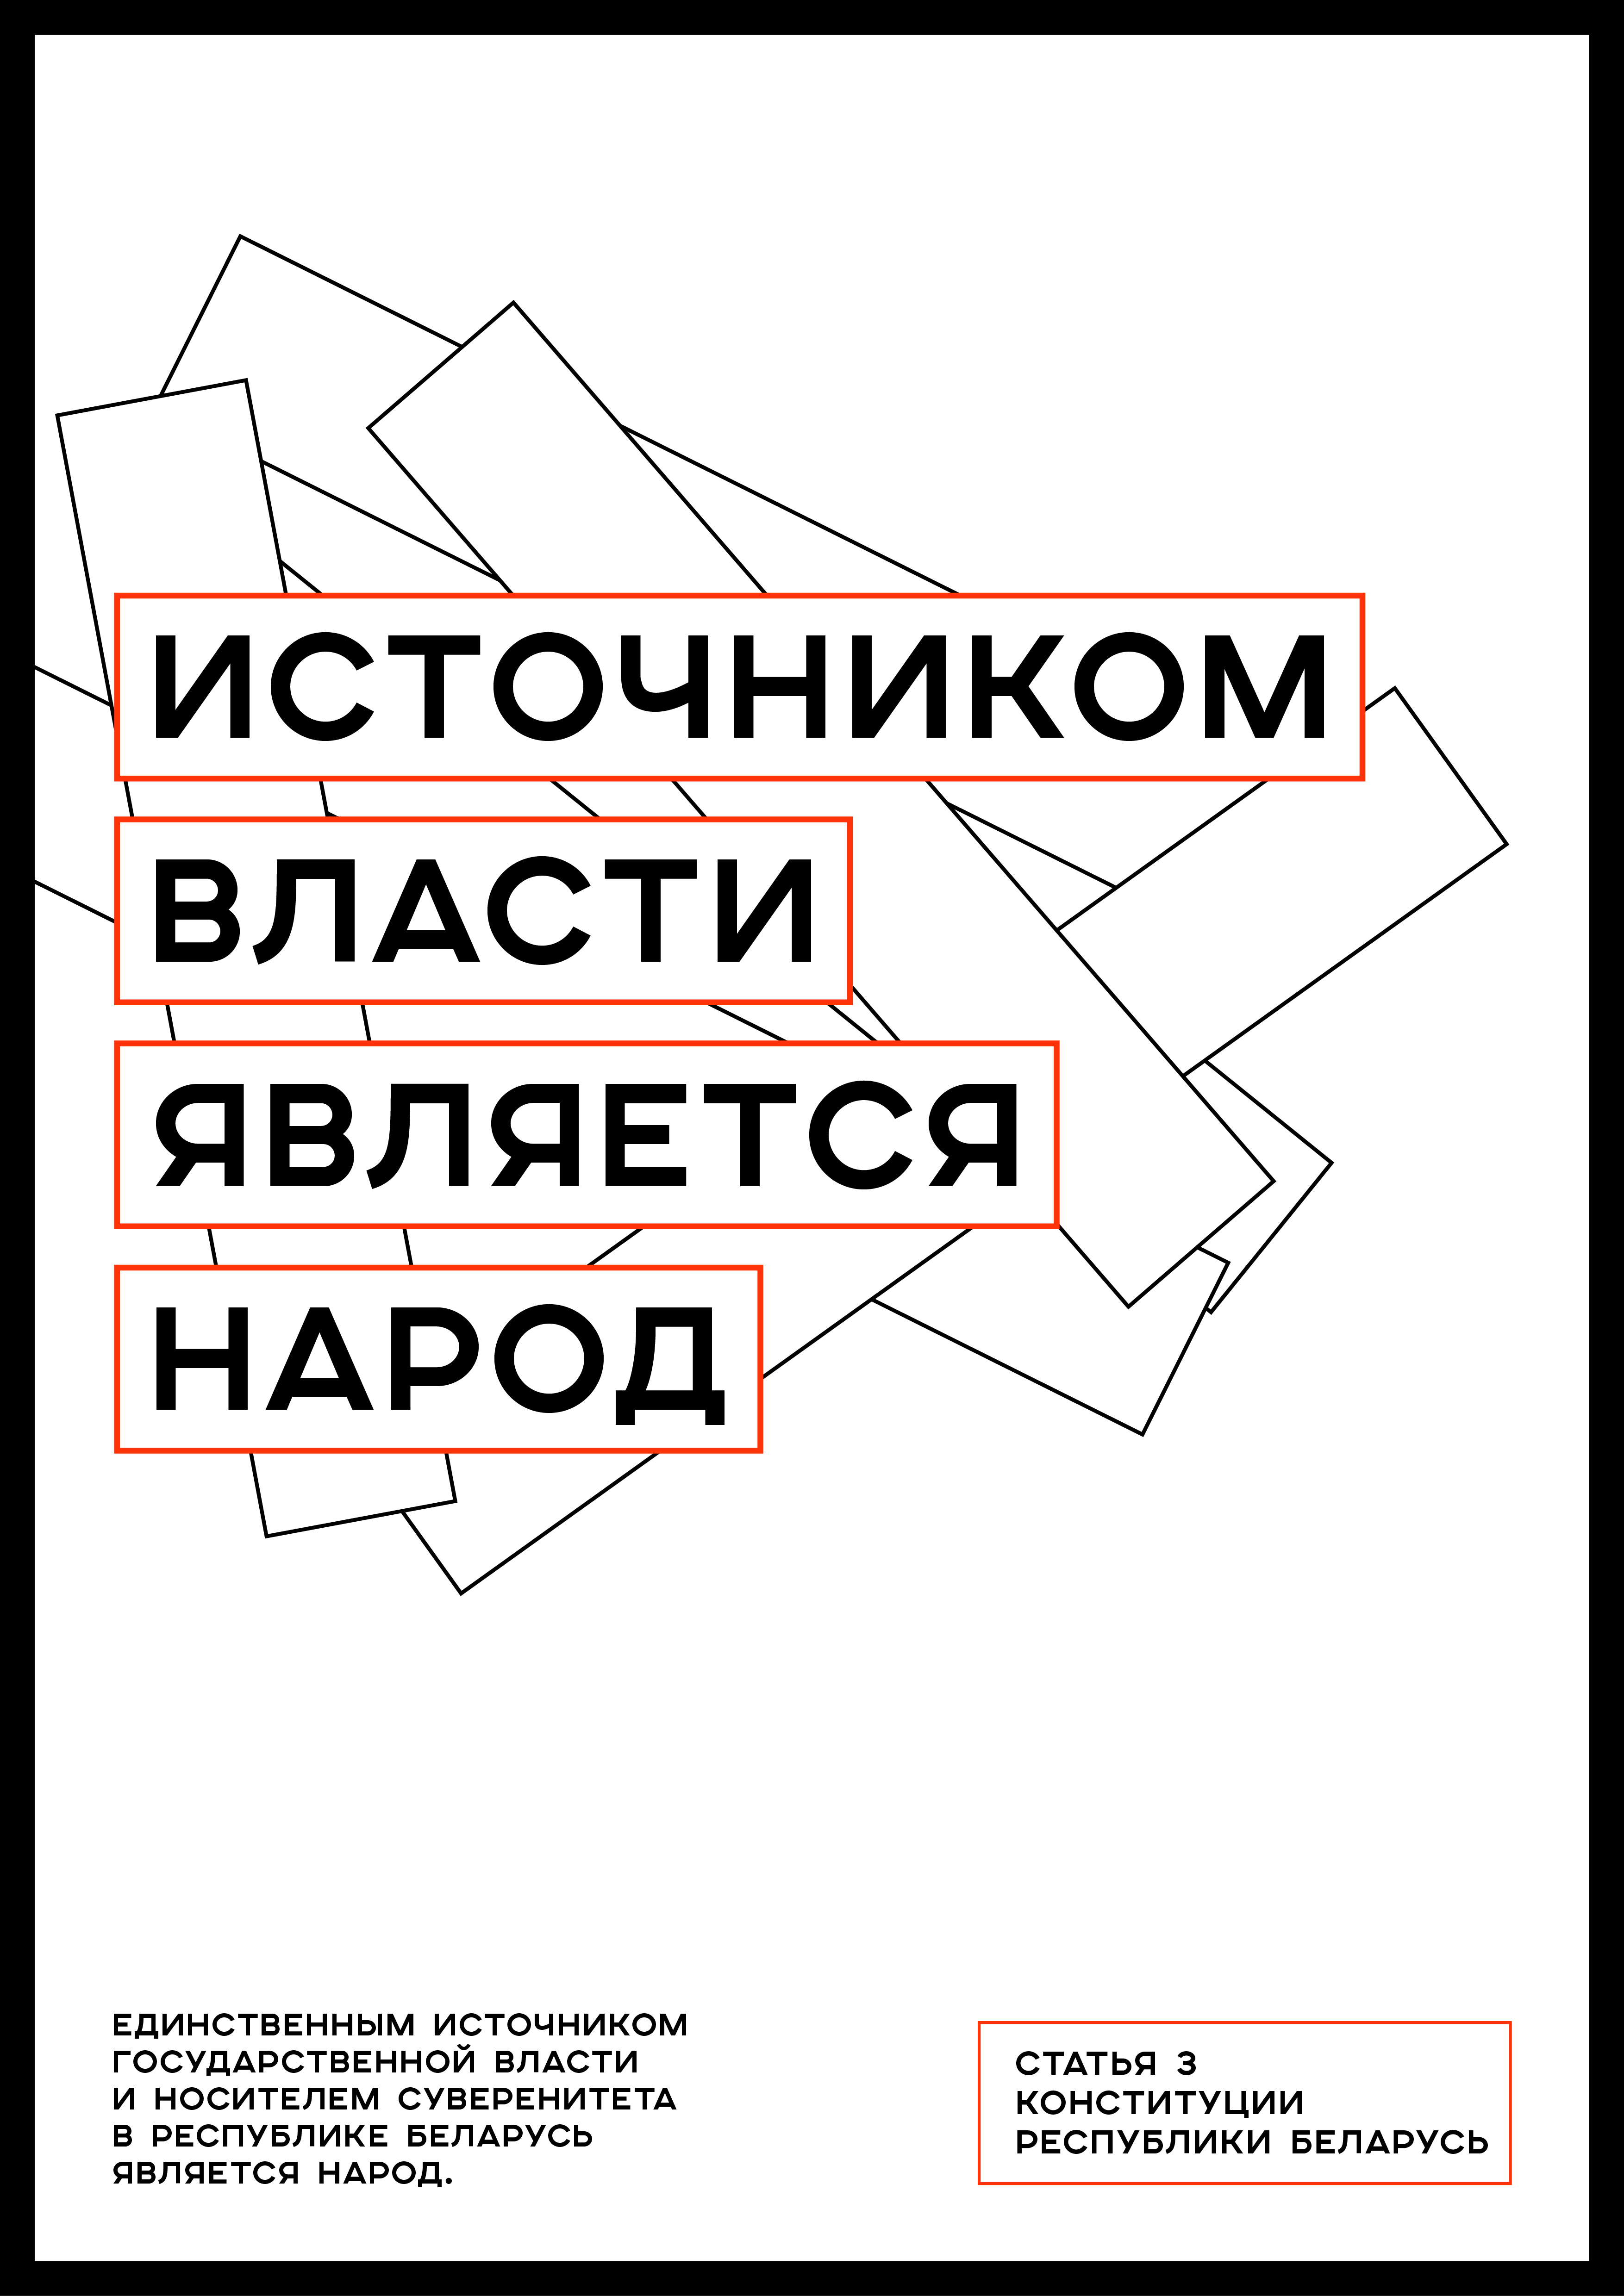 ИСТОЧНИКОМ
ВЛАСТИ
ЯВЛЯЕТСЯ
НАРОД
ЕДИНСТВЕННЫМ ИСТОЧНИКОМ
ГОСУДАРСТВЕННОЙ ВЛАСТИ
И НОСИТЕЛЕМ СУВЕРЕНИТЕТА
В РЕСПУБЛИКЕ БЕЛАРУСЬ
ЯВЛЯЕТСЯ НАРОД.
СТАТЬЯ 3
КОНСТИТУЦИИ
РЕСПУБЛИКИ БЕЛАРУСЬ